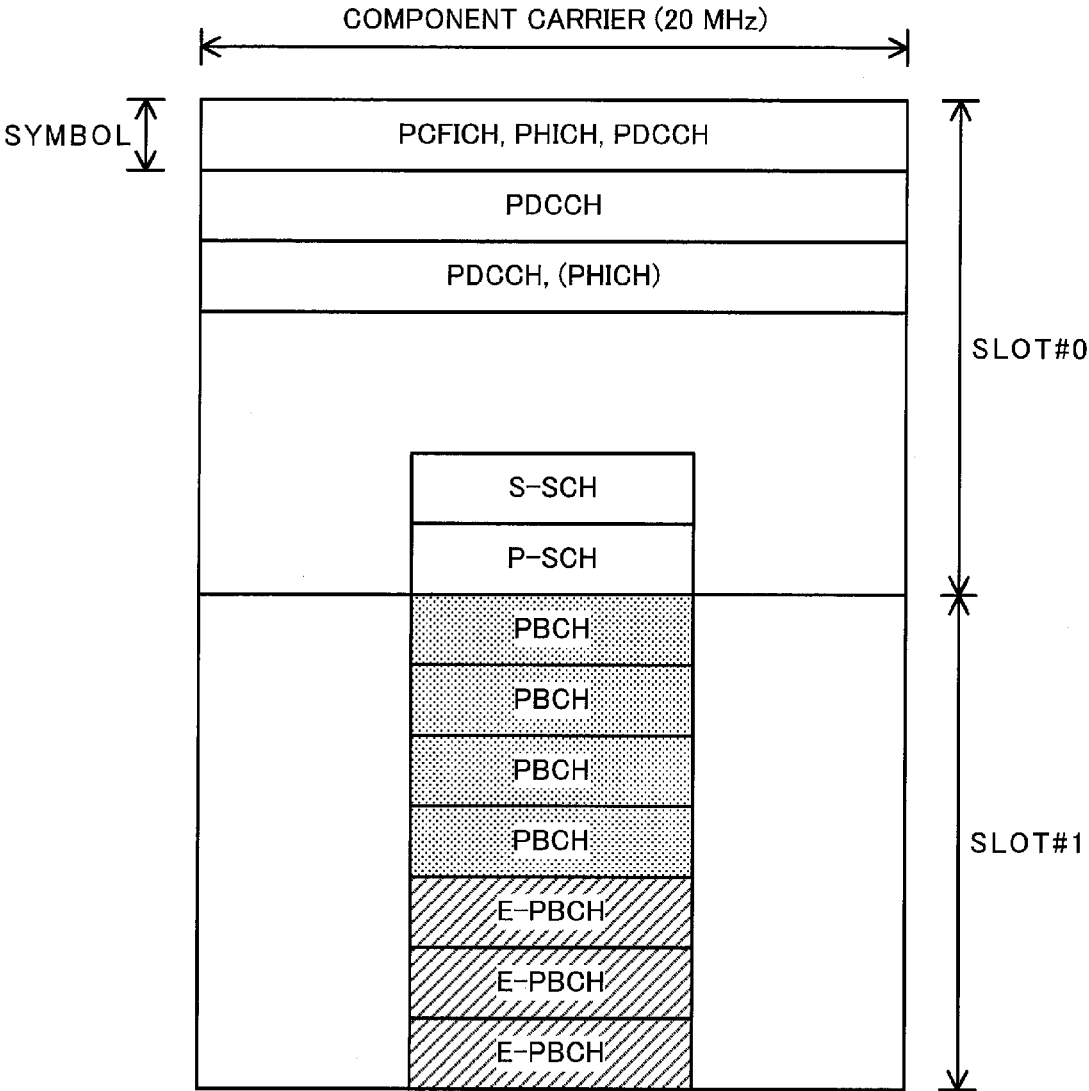 COMPONENT CARRIER (20 MHz)
SYMBOL
PCFICH, PHICH, PDCCH
PDCCH
PDCCH, (PHICH)
SLOT#0
S-SCH
P-SCH
PBCH
PBCH
PBCH
PBCH
SLOT#1
E-PBCH
E-PBCH
E-PBCH